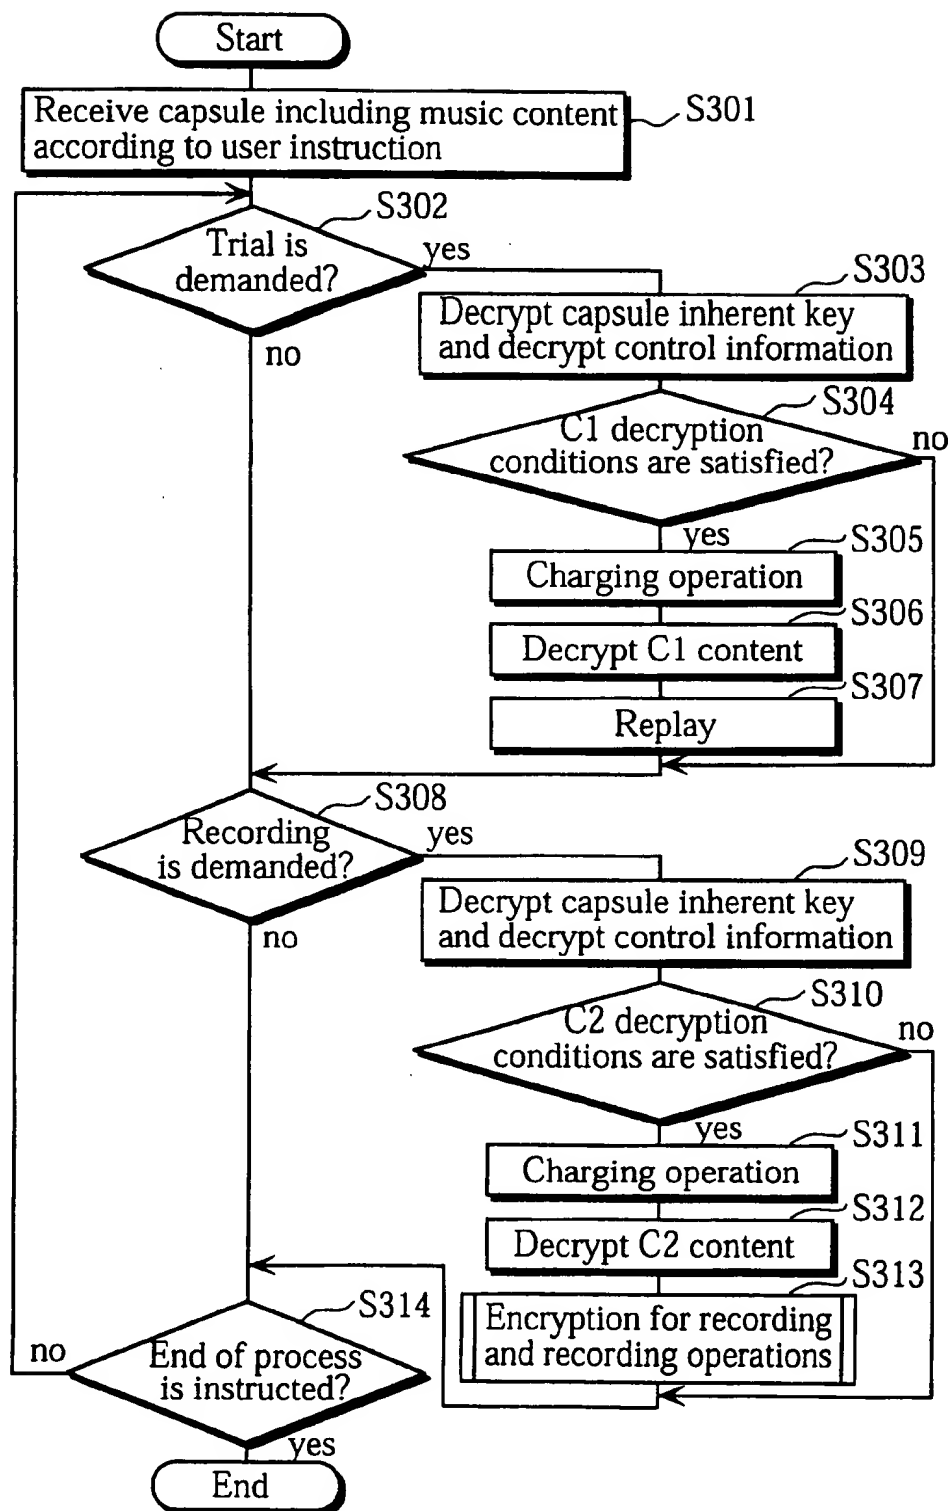 Start
Receive capsule including music content
according to user instruction
S301
S302
Trial is
demanded?
yes
no
S303
Decrypt capsule inherent key
and decrypt control information
S304
C1 decryption
conditions are satisfied?
no
yes
S305
Charging operation
S306
Decrypt C1 content
S307
Replay
S308
Recording
is demanded?
yes
no
S309
Decrypt capsule inherent key
and decrypt control information
S310
C2 decryption
conditions are satisfied?
no
yes
S311
Charging operation
S312
Decrypt C2 content
S313
Encryption for recording
and recording operations
S314
End of process
is instructed?
no
yes
End